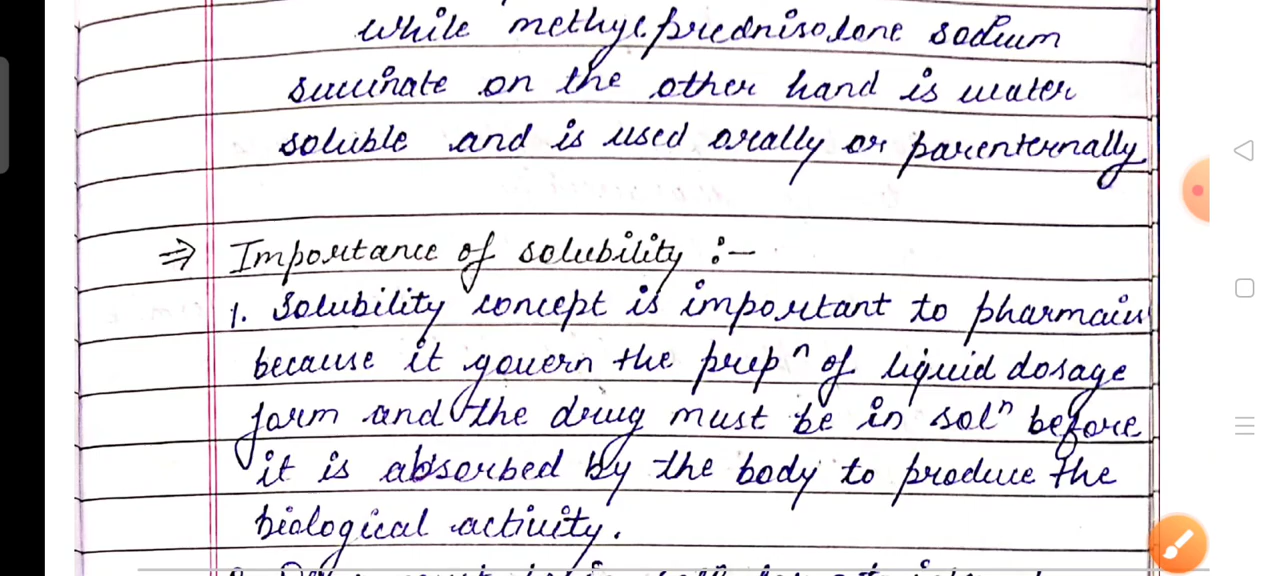 while methylprednisolone sodium
succinate on the other hand is water
soluble and is used orally or parenternally
⇒ Importance of solubility :-
1. Solubility concept is important to
because it govern the prepⁿ of liquid dosage
form and the drug must be in solⁿ before
it is absorbed by the body to produce the
biological activity.